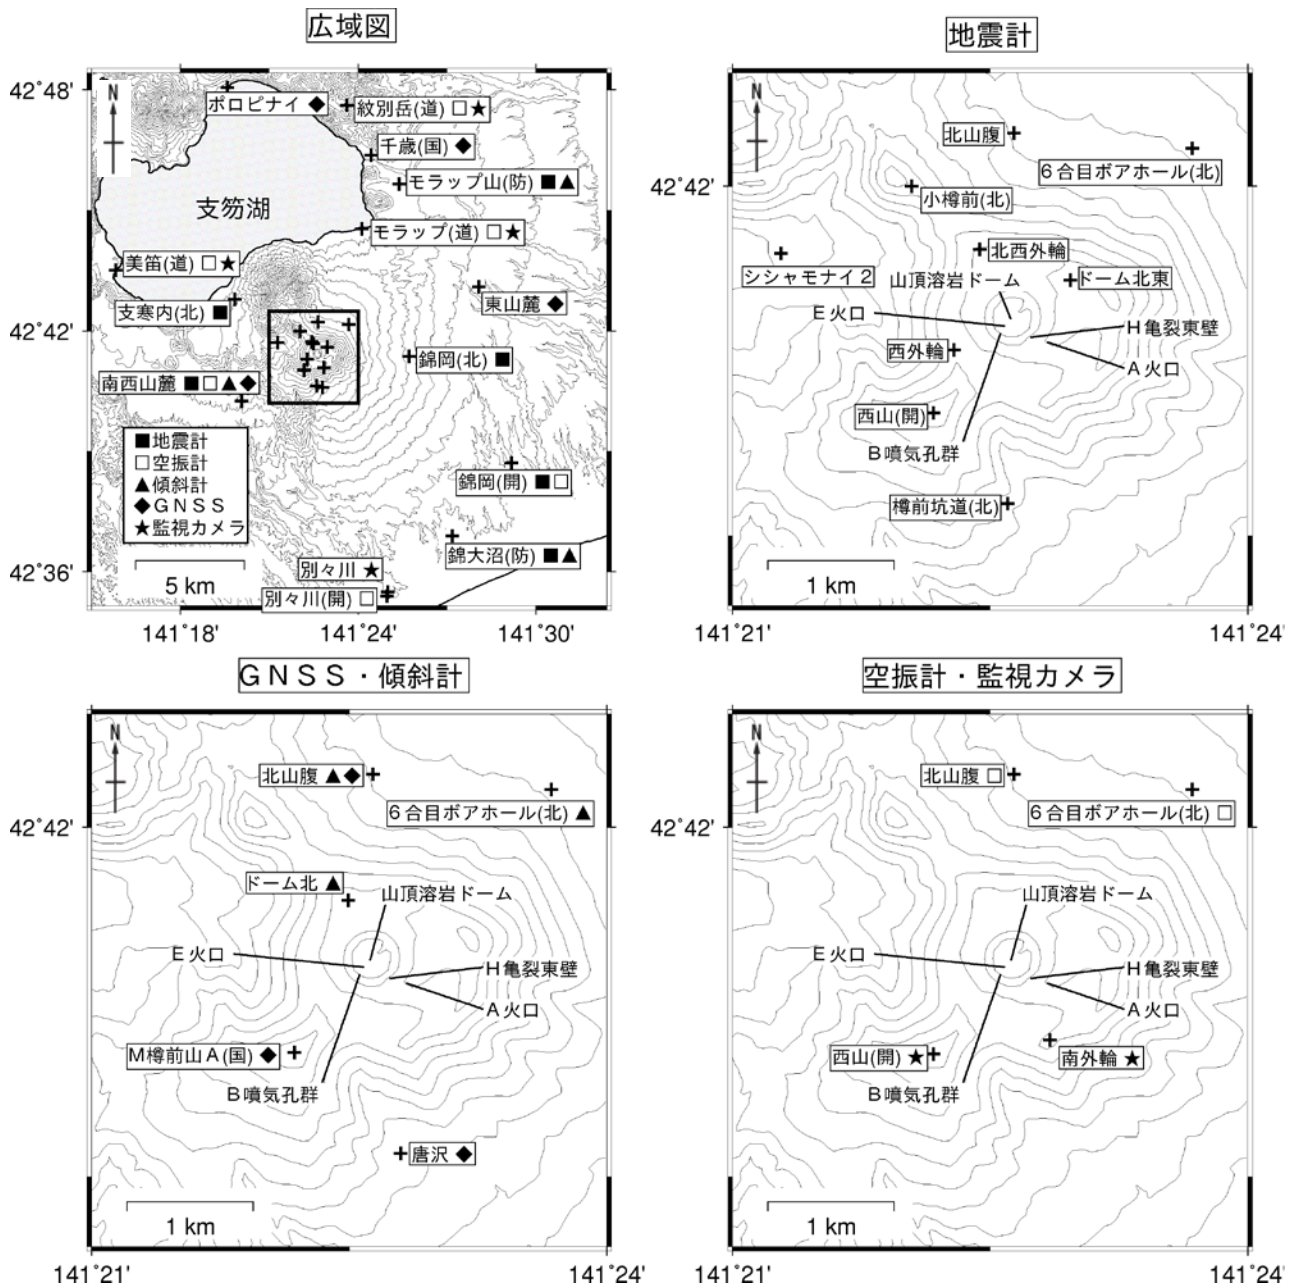 広域図
N
42°48'
42°42'
42°36'
141°18'
141°24'
141°30'
ポロピナイ ◆
紋別岳(道) □★
千歳(国) ◆
モラップ山(防) ■▲
支笏湖
モラップ(道) □★
美笛(道) □★
東山麓 ◆
支寒内(北) ■
錦岡(北) ■
南西山麓 ■□▲◆
■地震計
□空振計
▲傾斜計
◆GNSS
★監視カメラ
錦岡(開) ■□
錦大沼(防) ■▲
別々川 ★
別々川(開) □
5 km
地震計
N
42°42'
141°21'
141°24'
北山腹
6合目ボアホール(北)
小樽前(北)
北西外輪
シシャモナイ2
山頂溶岩ドーム
ドーム北東
E火口
H亀裂東壁
西外輪
A火口
西山(開)
B噴気孔群
樽前坑道(北)
1 km
GNSS・傾斜計
N
42°42'
141°21'
141°24'
北山腹 ▲◆
6合目ボアホール(北) ▲
ドーム北 ▲
山頂溶岩ドーム
E火口
H亀裂東壁
A火口
M樽前山A(国) ◆
B噴気孔群
唐沢 ◆
1 km
空振計・監視カメラ
N
42°42'
141°21'
141°24'
北山腹 □
6合目ボアホール(北) □
山頂溶岩ドーム
E火口
H亀裂東壁
A火口
西山(開) ★
南外輪 ★
B噴気孔群
1 km